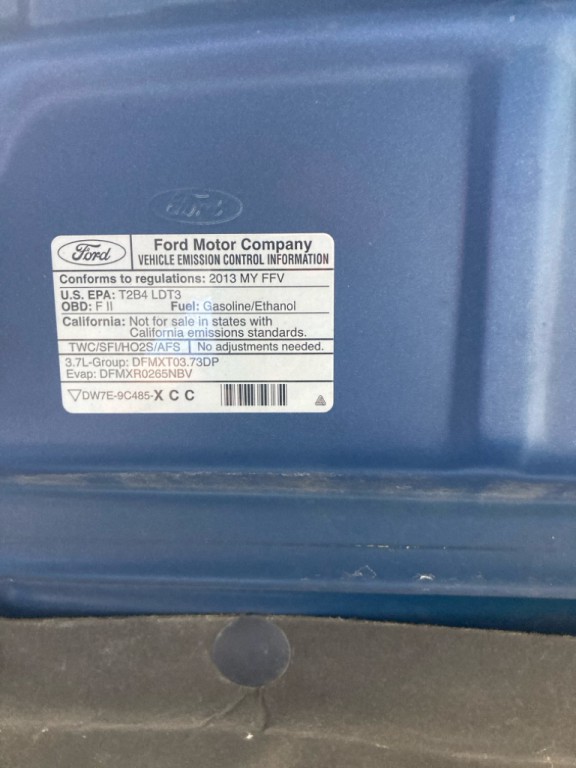 Ford
Ford
Ford Motor Company
VEHICLE EMISSION CONTROL INFORMATION
Conforms to regulations: 2013 MY FFV
U.S. EPA: T2B4 LDT3
OBD: F II Fuel: Gasoline/Ethanol
California: Not for sale in states with
California emissions standards.
TWC/SFI/HO2S/AFS No adjustments needed.
3.7L-Group: DFMXT03.73DP
Evap: DFMXR0265NBV
DW7E-9C485-X C C